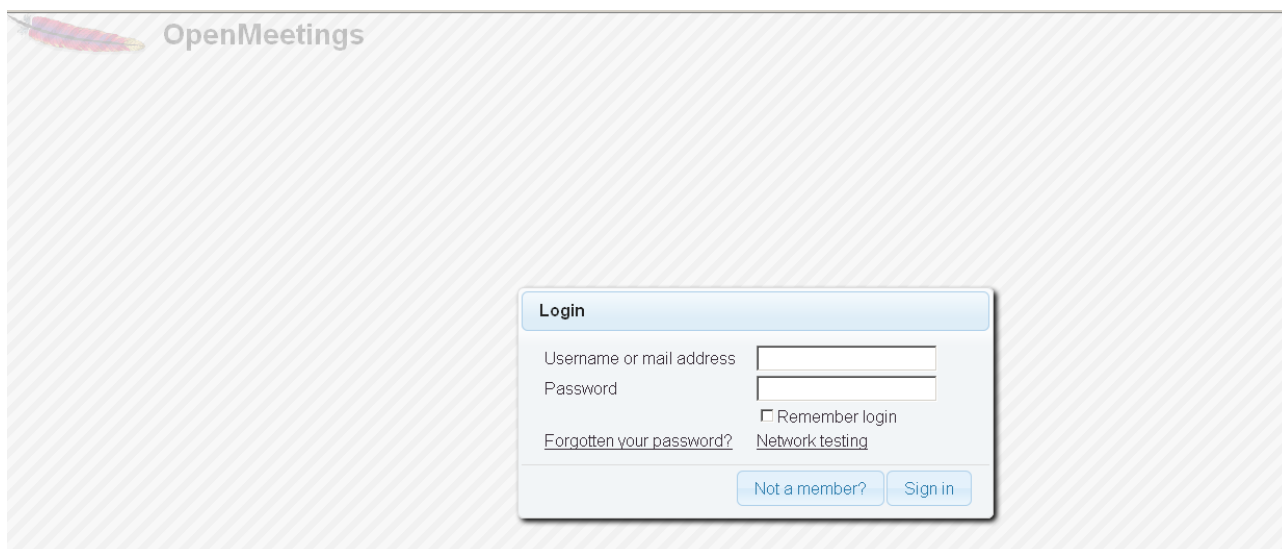 OpenMeetings
Login
Username or mail address
Password
Remember login
Forgotten your password? Network testing
Not a member? Sign in